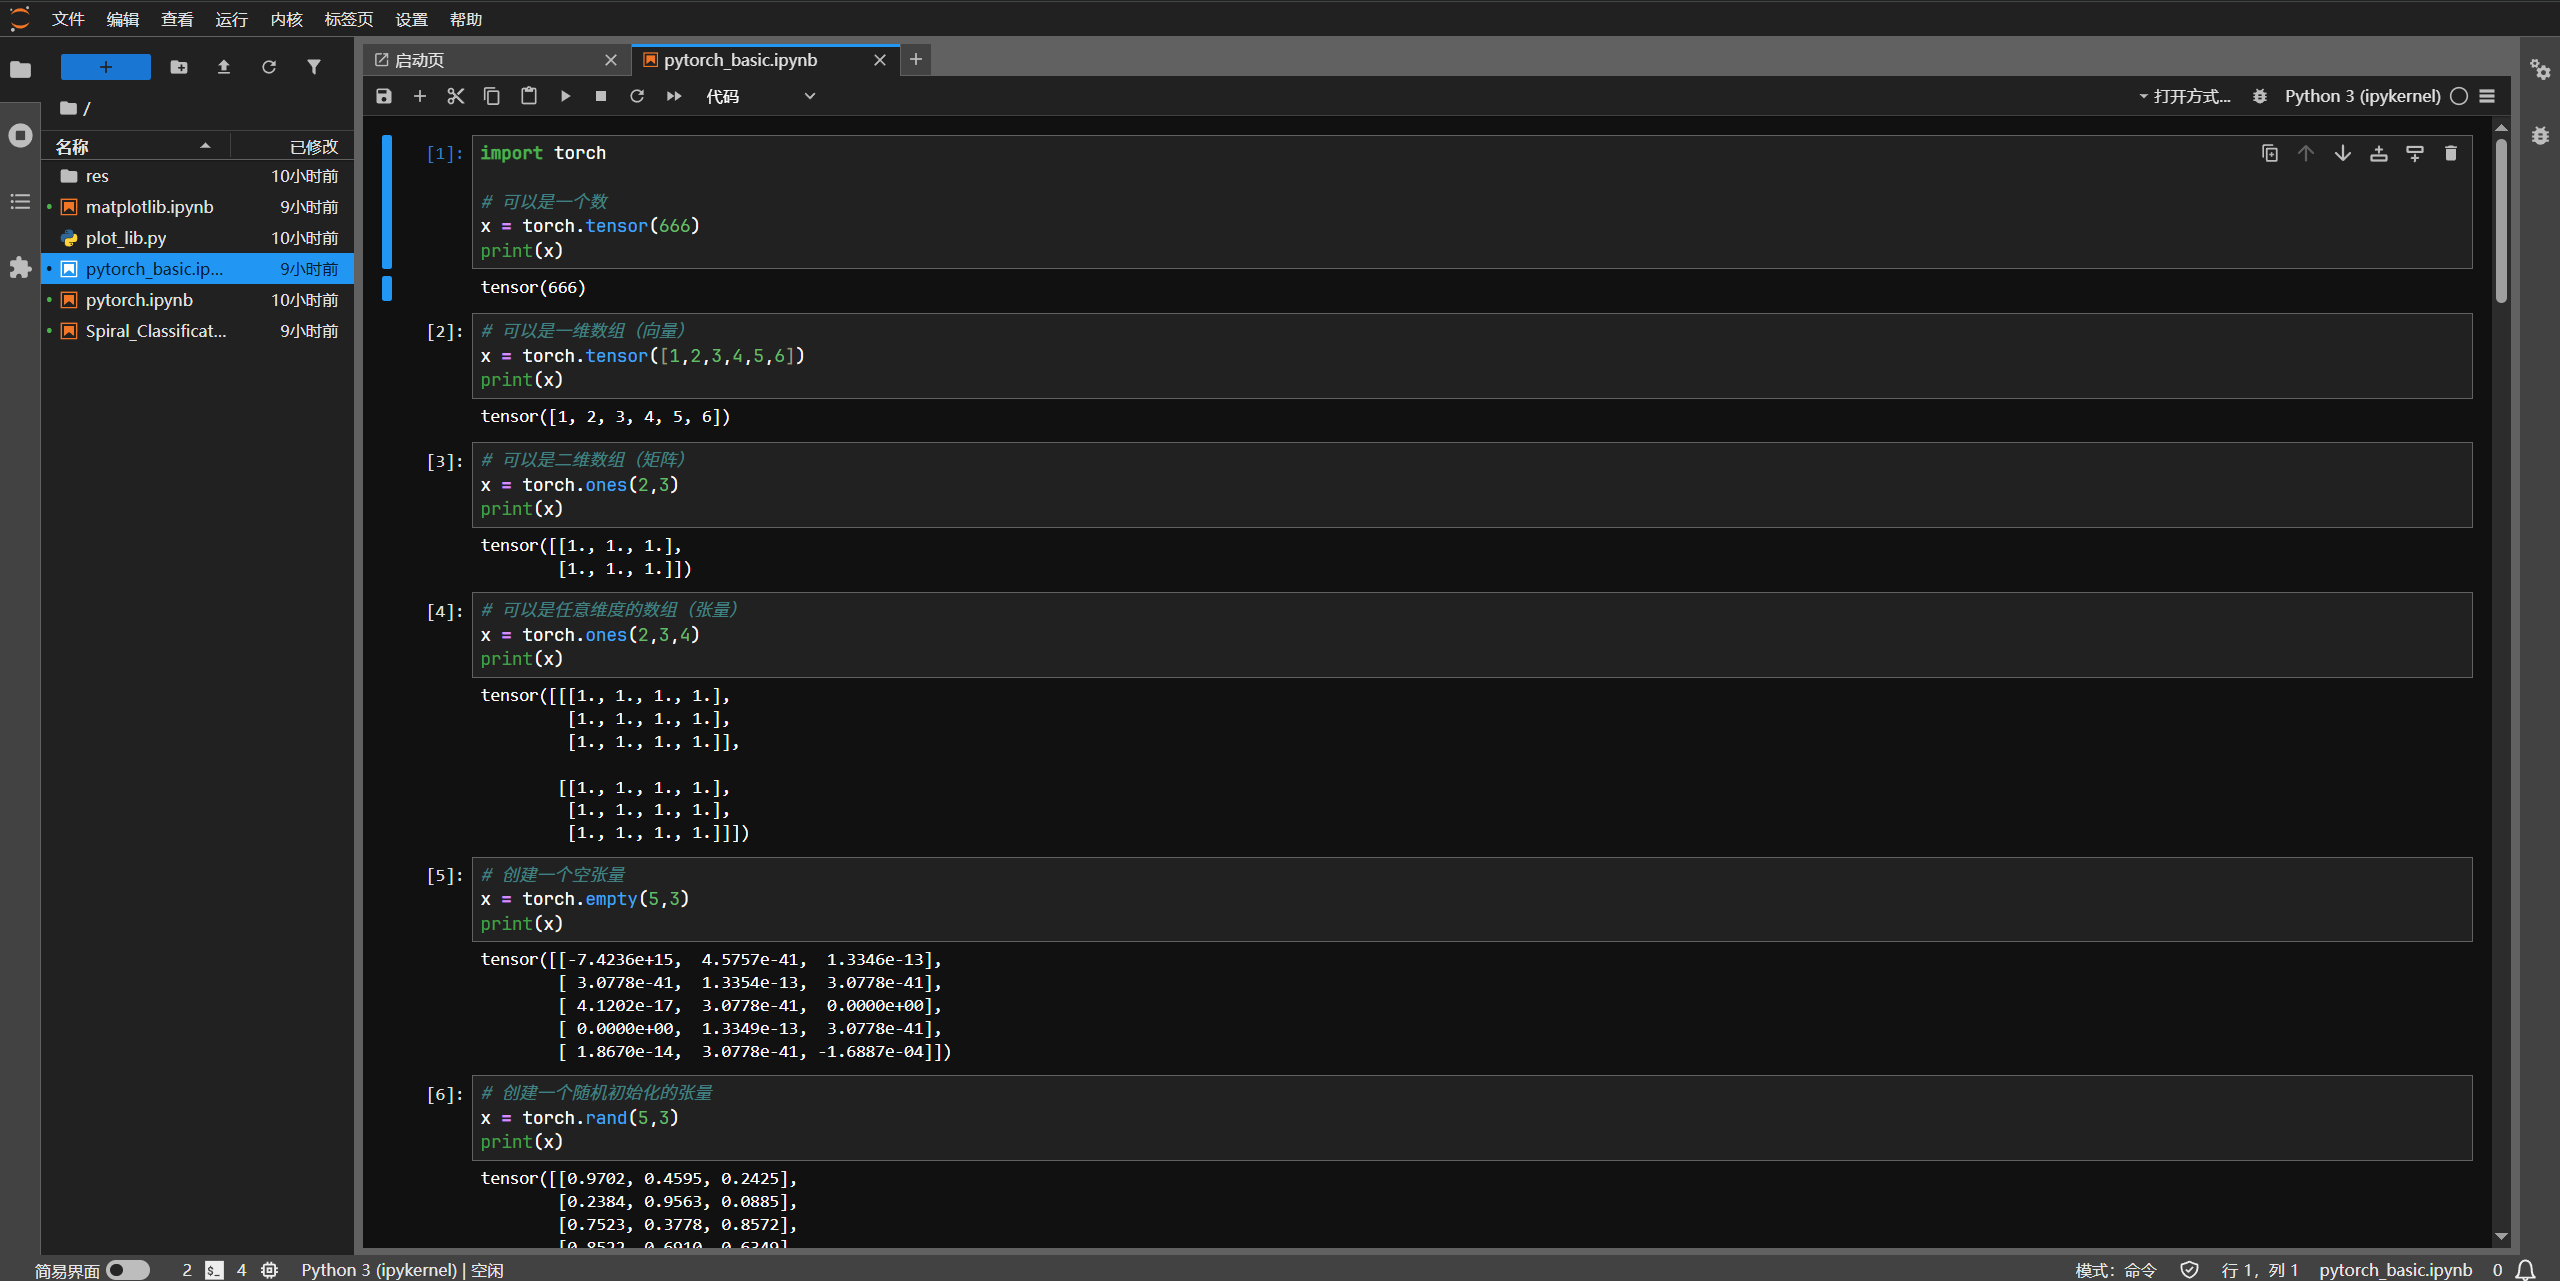 文件 编辑 查看 运行 内核 标签页 设置 帮助
+
/
名称 已修改
res 10小时前
matplotlib.ipynb 9小时前
plot_lib.py 10小时前
pytorch_basic.ip... 9小时前
pytorch.ipynb 10小时前
Spiral_Classificat... 9小时前
启动页 pytorch_basic.ipynb
代码 打开方式... Python 3 (ipykernel)
[1]: import torch
# 可以是一个数
x = torch.tensor(666)
print(x)
tensor(666)
[2]: # 可以是一维数组（向量）
x = torch.tensor([1,2,3,4,5,6])
print(x)
tensor([1, 2, 3, 4, 5, 6])
[3]: # 可以是二维数组（矩阵）
x = torch.ones(2,3)
print(x)
tensor([[1., 1., 1.],
[1., 1., 1.]])
[4]: # 可以是任意维度的数组（张量）
x = torch.ones(2,3,4)
print(x)
tensor([[[1., 1., 1., 1.],
[1., 1., 1., 1.],
[1., 1., 1., 1.]],
[[1., 1., 1., 1.],
[1., 1., 1., 1.],
[1., 1., 1., 1.]]])
[5]: # 创建一个空张量
x = torch.empty(5,3)
print(x)
tensor([[-7.4236e+15, 4.5757e-41, 1.3346e-13],
[ 3.0778e-41, 1.3354e-13, 3.0778e-41],
[ 4.1202e-17, 3.0778e-41, 0.0000e+00],
[ 0.0000e+00, 1.3349e-13, 3.0778e-41],
[ 1.8670e-14, 3.0778e-41, -1.6887e-04]])
[6]: # 创建一个随机初始化的张量
x = torch.rand(5,3)
print(x)
tensor([[0.9702, 0.4595, 0.2425],
[0.2384, 0.9563, 0.0885],
[0.7523, 0.3778, 0.8572],
[0.8522, 0.6910, 0.6349],
简易界面 2 4 Python 3 (ipykernel) | 空闲 模式：命令 行 1，列 1 pytorch_basic.ipynb 0